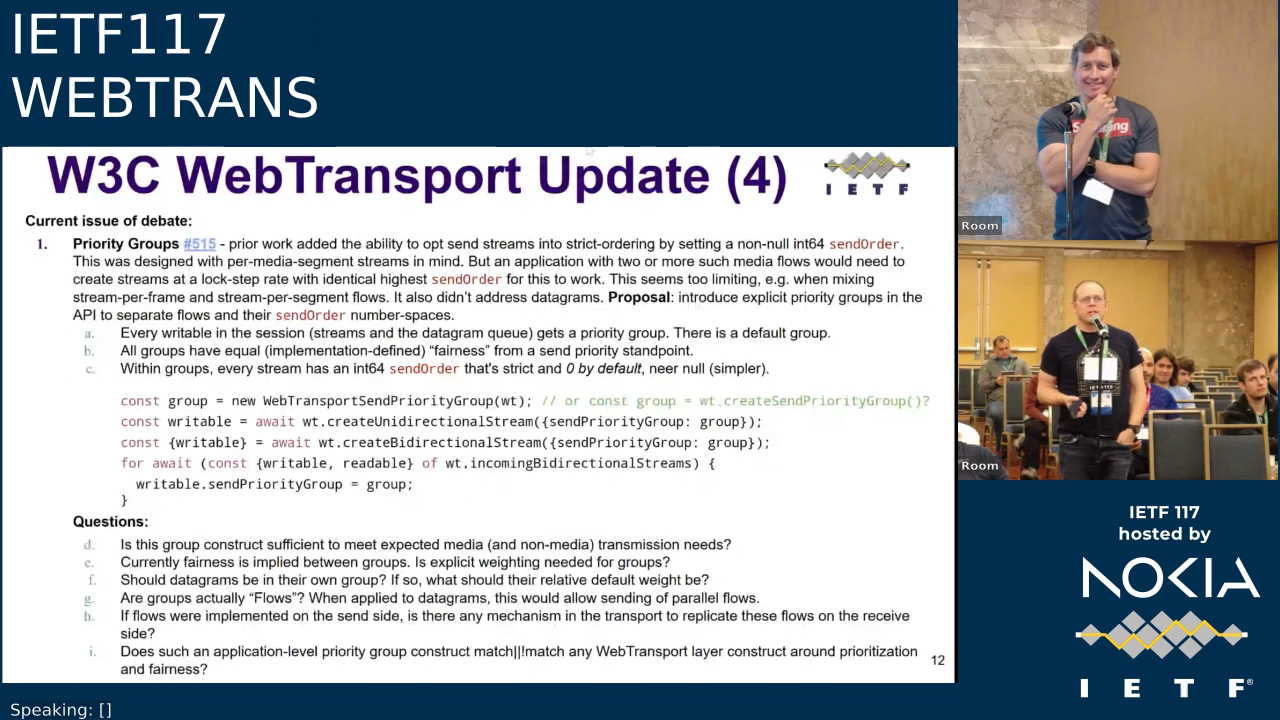 IETF117
WEBTRANS
W3C WebTransport Update (4)
I E T F
Current issue of debate:
1. Priority Groups #515 - prior work added the ability to opt send streams into strict-ordering by setting a non-null int64 sendOrder.
This was designed with per-media-segment streams in mind. But an application with two or more such media flows would need to
create streams at a lock-step rate with identical highest sendOrder for this to work. This seems too limiting, e.g. when mixing
stream-per-frame and stream-per-segment flows. It also didn't address datagrams. Proposal: introduce explicit priority groups in the
API to separate flows and their sendOrder number-spaces.
a. Every writable in the session (streams and the datagram queue) gets a priority group. There is a default group.
b. All groups have equal (implementation-defined) “fairness” from a send priority standpoint.
c. Within groups, every stream has an int64 sendOrder that's strict and 0 by default, neer null (simpler).
const group = new WebTransportSendPriorityGroup(wt); // or const group = wt.createSendPriorityGroup()?
const writable = await wt.createUnidirectionalStream({sendPriorityGroup: group});
const {writable} = await wt.createBidirectionalStream({sendPriorityGroup: group});
for await (const {writable, readable} of wt.incomingBidirectionalStreams) {
writable.sendPriorityGroup = group;
}
Questions:
d. Is this group construct sufficient to meet expected media (and non-media) transmission needs?
e. Currently fairness is implied between groups. Is explicit weighting needed for groups?
f. Should datagrams be in their own group? If so, what should their relative default weight be?
g. Are groups actually “Flows”? When applied to datagrams, this would allow sending of parallel flows.
h. If flows were implemented on the send side, is there any mechanism in the transport to replicate these flows on the receive
side?
i. Does such an application-level priority group construct match||!match any WebTransport layer construct around prioritization
and fairness?
12
Room
Room
IETF 117
hosted by
NOKIA
I E T F®
Speaking: []